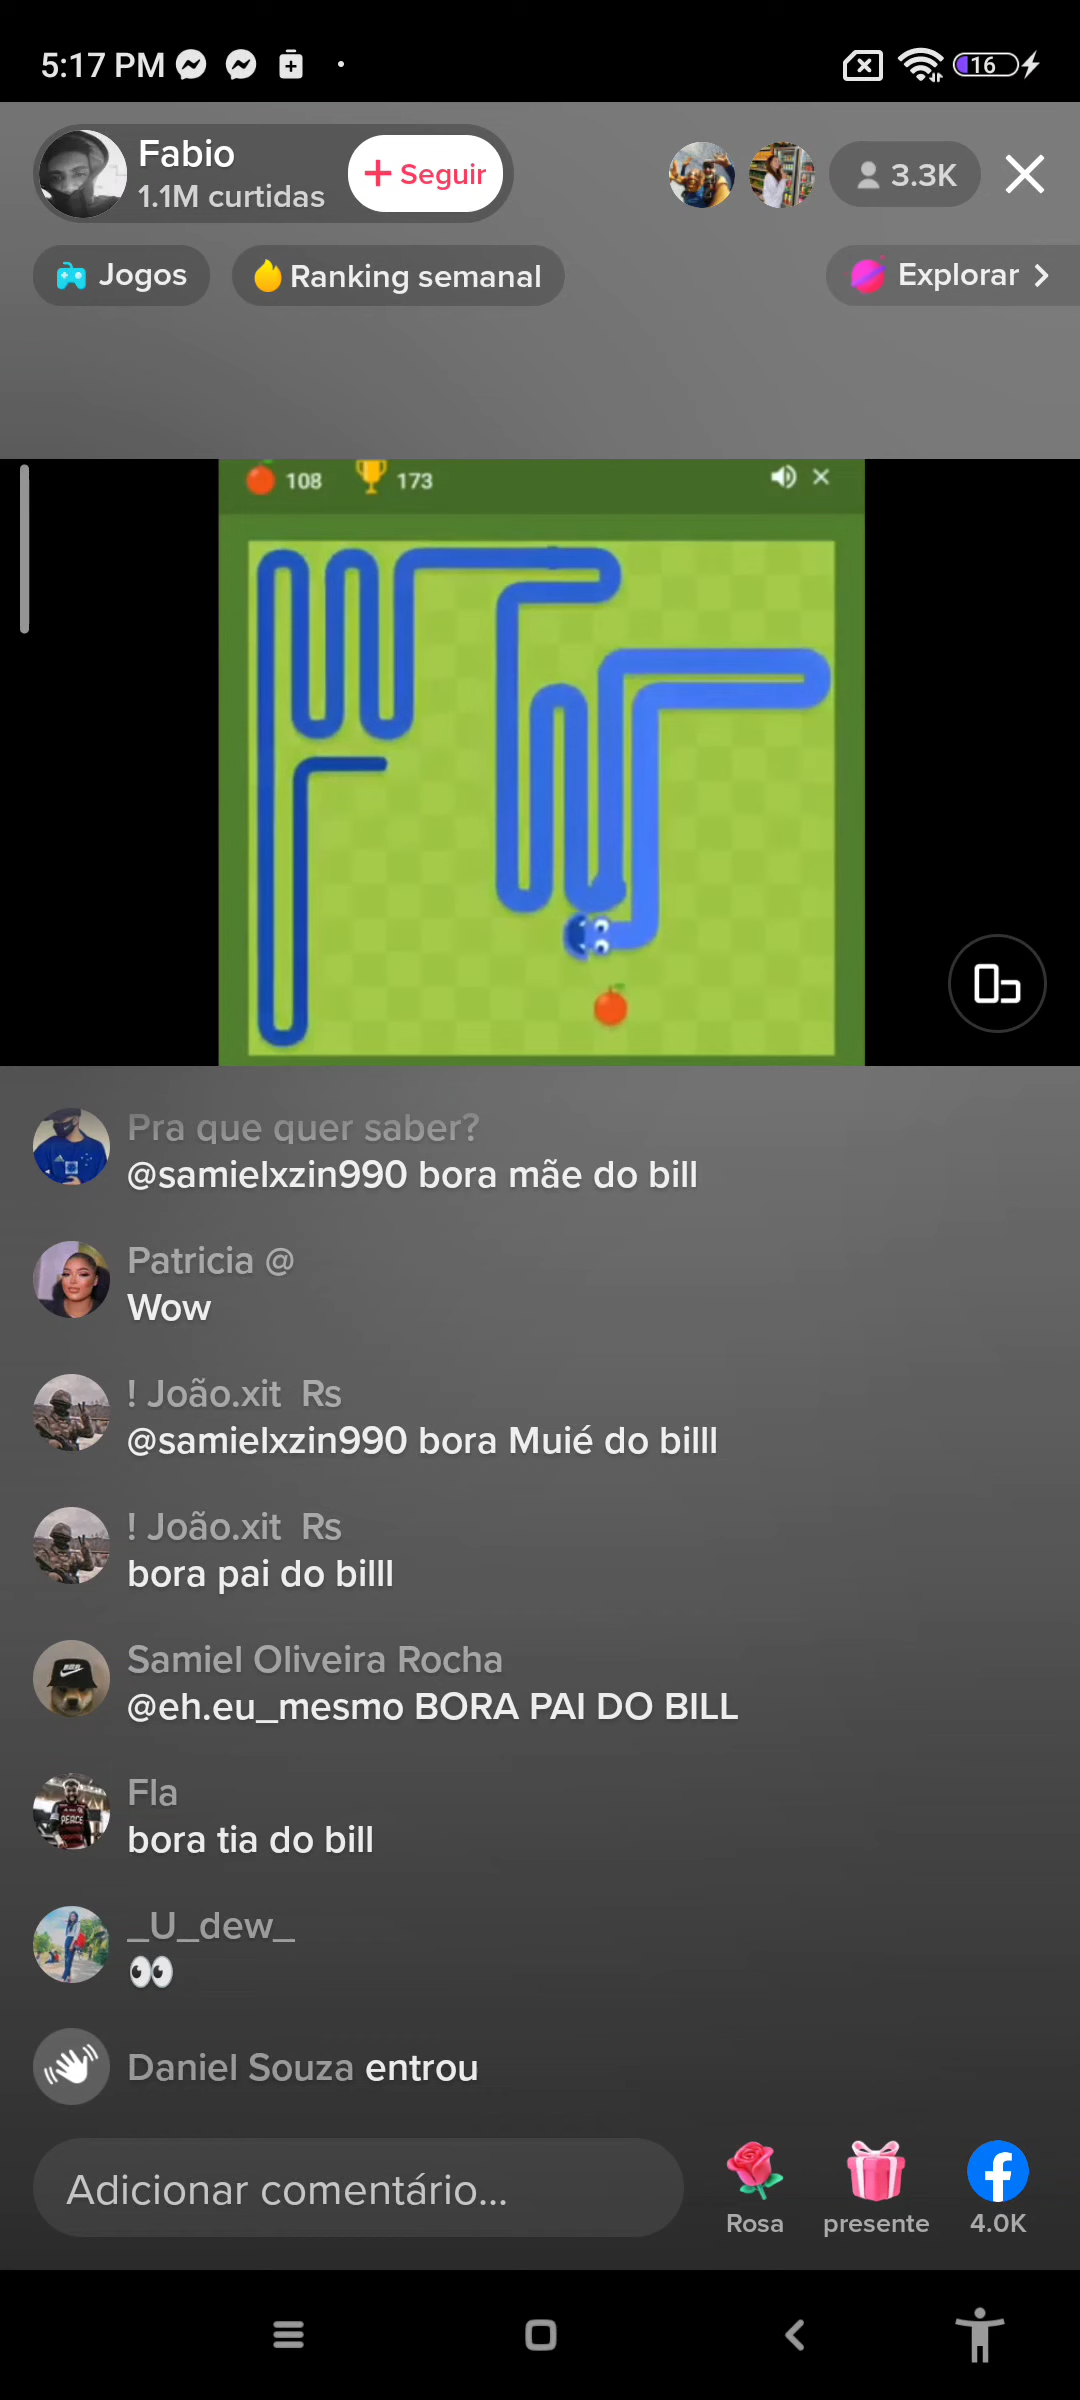 5:17 PM
16
Fabio
1.1M curtidas
+ Seguir
3.3K
Jogos
Ranking semanal
Explorar >
108
173
Pra que quer saber?
@samielxzin990 bora mãe do bill
Patricia @
Wow
! João.xit  Rs
@samielxzin990 bora Muié do billl
! João.xit  Rs
bora pai do billl
Samiel Oliveira Rocha
@eh.eu_mesmo BORA PAI DO BILL
Fla
bora tia do bill
_U_dew_
👀
Daniel Souza entrou
Adicionar comentário...
Rosa
presente
4.0K